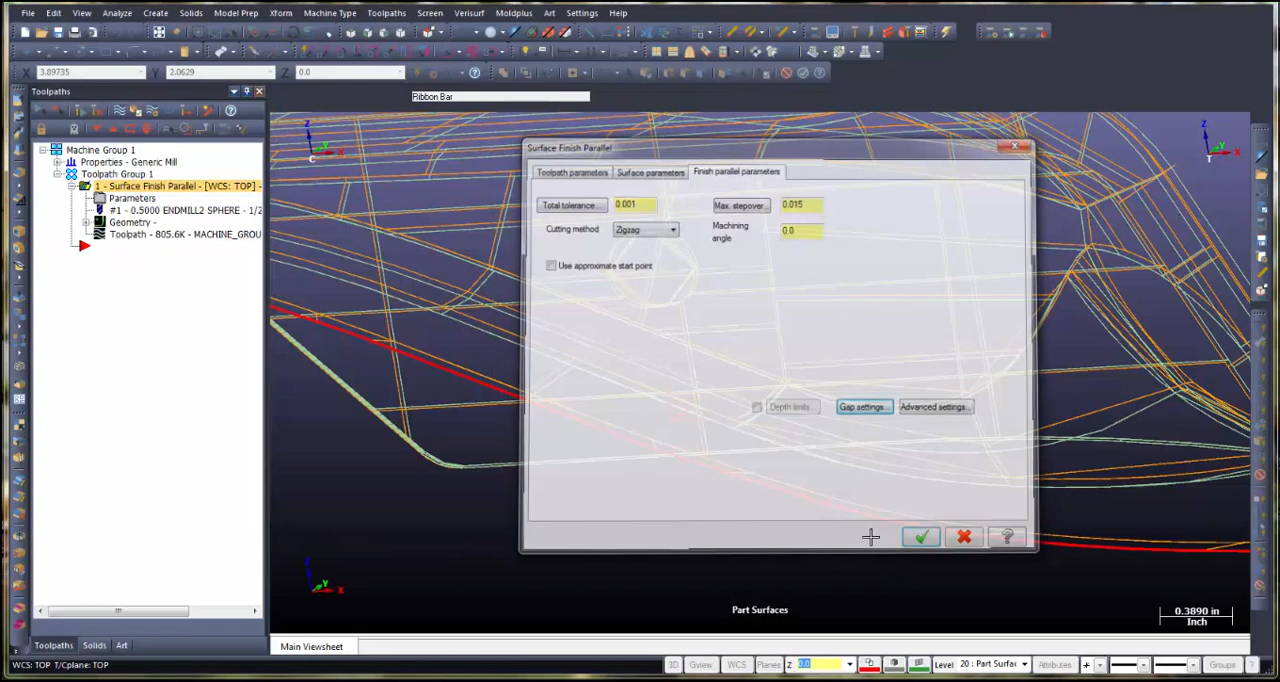 File Edit View Analyze Create Solids Model Prep Xform Machine Type Toolpaths Screen Verisurf Moldplus Art Settings Help
X 3.89735 Y 2.0629 Z 0.0
Toolpaths
Ribbon Bar
Machine Group 1
Properties - Generic Mill
Toolpath Group 1
1 - Surface Finish Parallel - [WCS: TOP] -
Parameters
#1 - 0.5000 ENDMILL2 SPHERE - 1/2
Geometry -
Toolpath - 805.6K - MACHINE_GROU
Z Y X C
Z Y X T
Surface Finish Parallel
Toolpath parameters Surface parameters Finish parallel parameters
Total tolerance... 0.001 Max. stepover... 0.015
Cutting method Zigzag Machining angle 0.0
Use approximate start point
Depth limits... Gap settings... Advanced settings...
Z Y X
Part Surfaces
0.3890 in
Inch
Toolpaths Solids Art Main Viewsheet
WCS: TOP T/Cplane: TOP 3D Gview WCS Planes Z 0.0 Level 20 : Part Surfac Attributes Groups ?